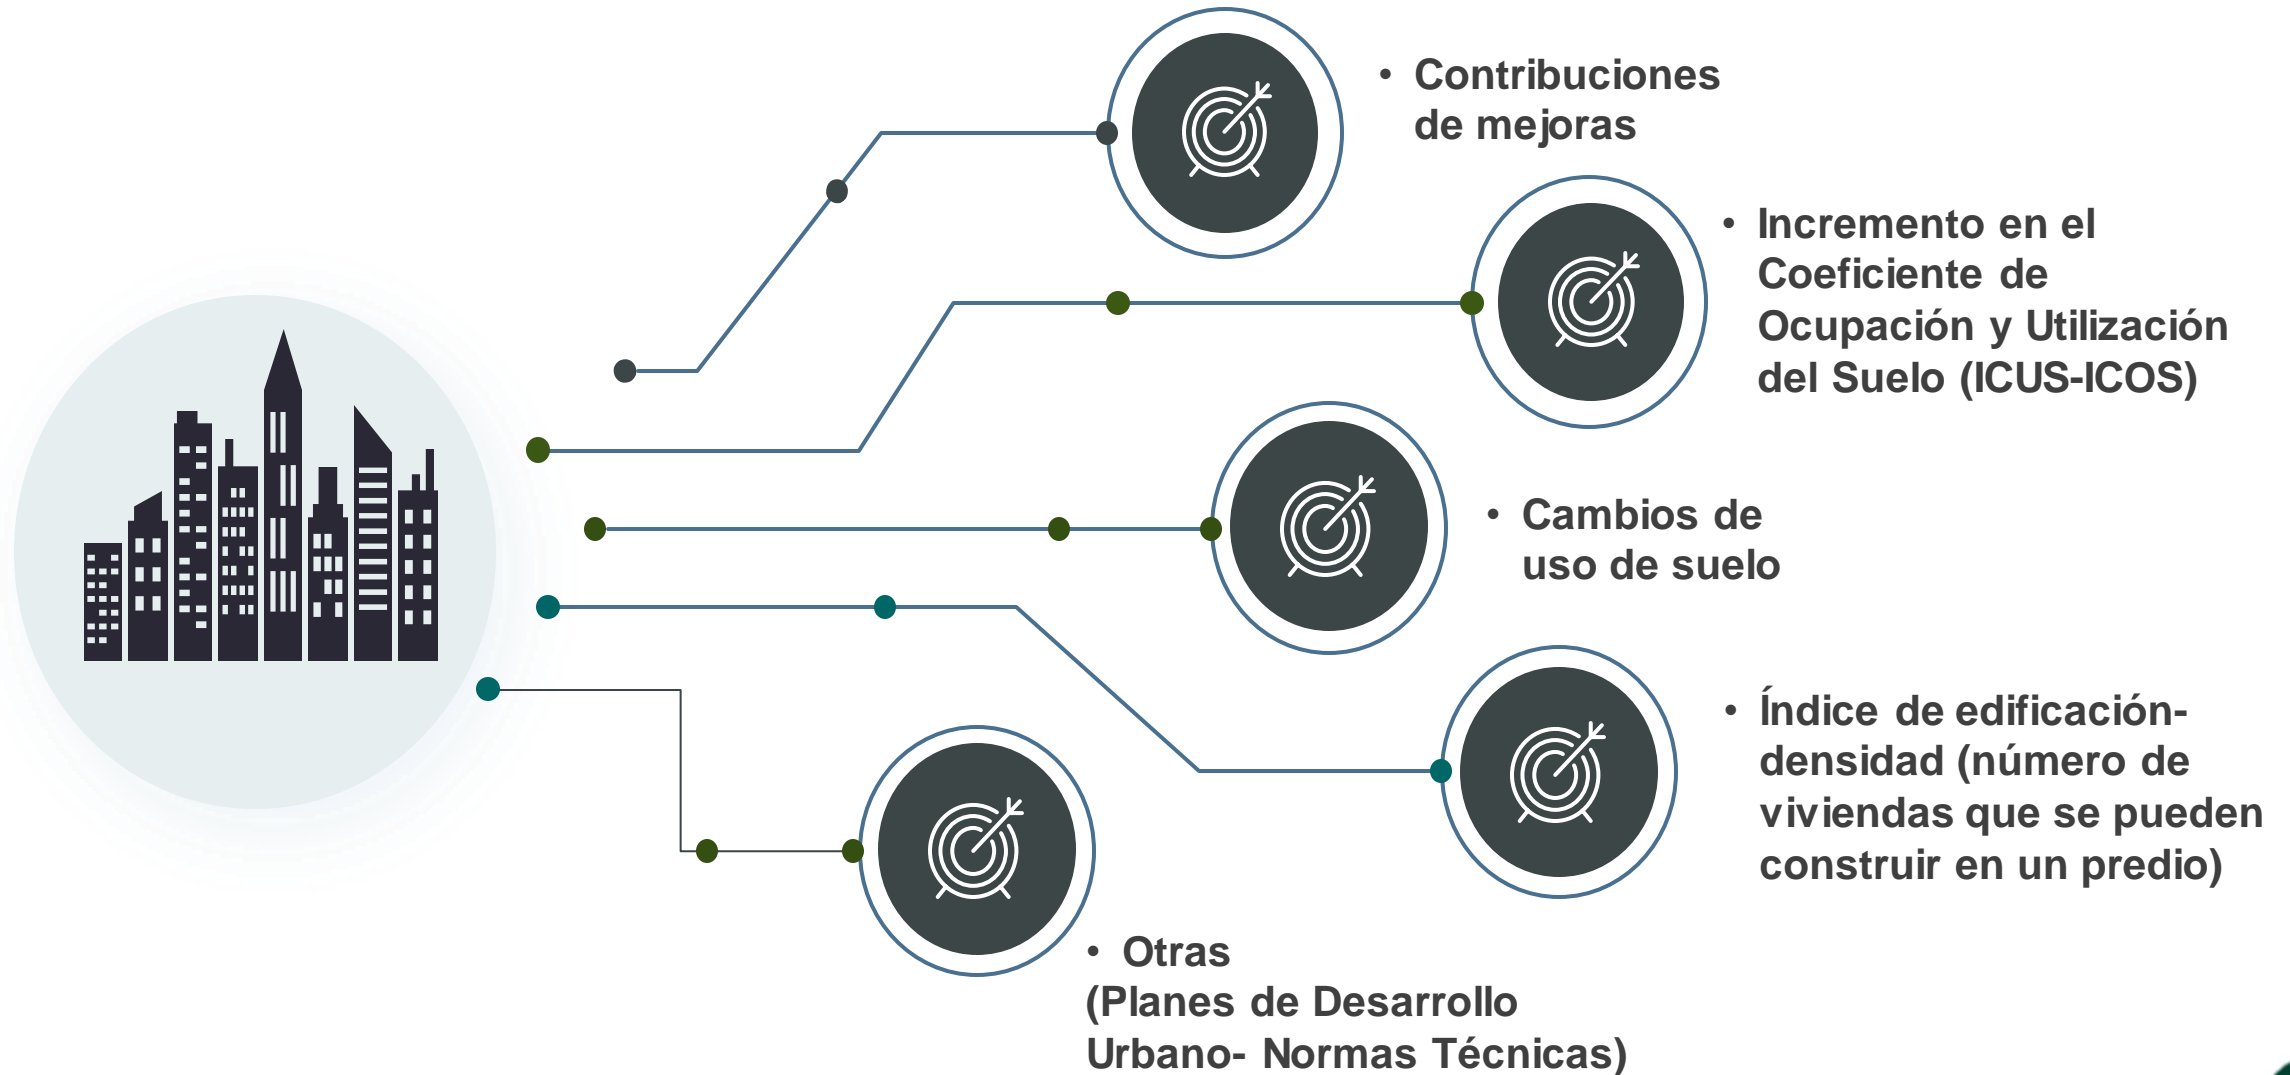 • Contribuciones
de mejoras
• Incremento en el
Coeficiente de
Ocupación y Utilización
del Suelo (ICUS-ICOS)
• Cambios de
uso de suelo
• Índice de edificación-
densidad (número de
viviendas que se pueden
construir en un predio)
• Otras
(Planes de Desarrollo
Urbano- Normas Técnicas)